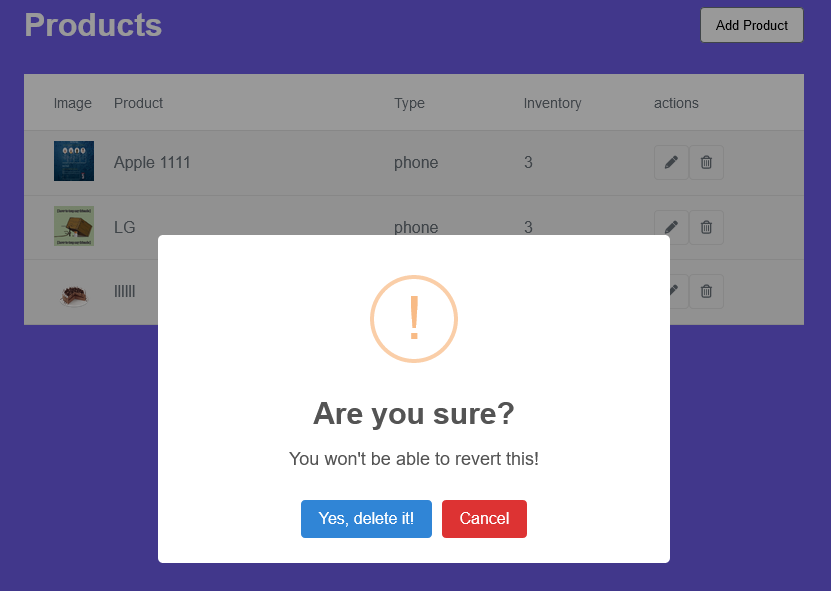 Products
Add Product
Image Product Type Inventory actions
Apple 1111 phone 3
LG phone 3
llllll
!
Are you sure?
You won't be able to revert this!
Yes, delete it! Cancel